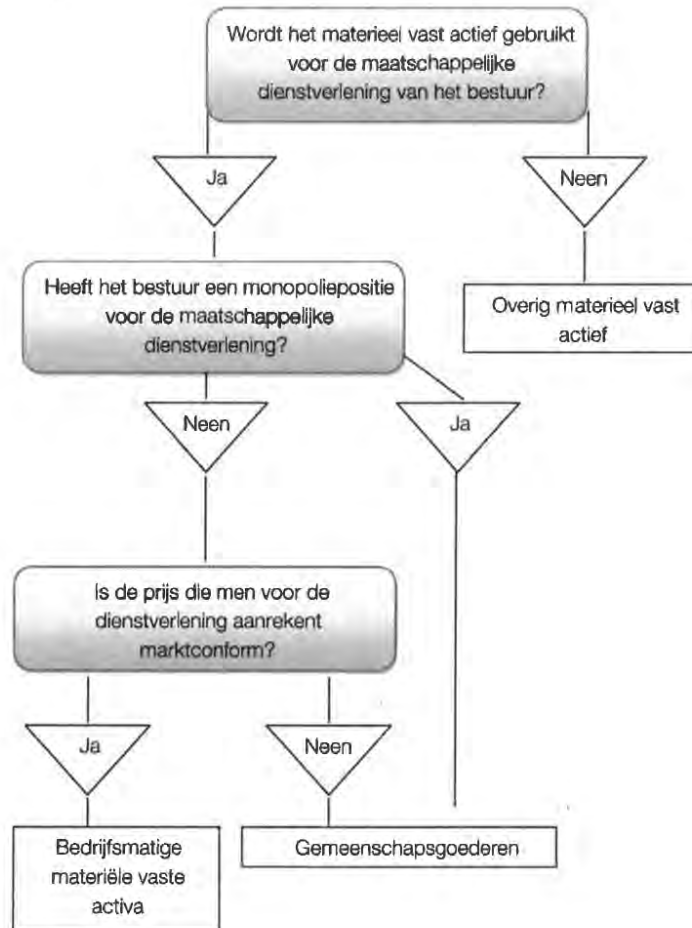 Wordt het materieel vast actief gebruikt
voor de maatschappelijke
dienstverlening van het bestuur?
Ja
Neen
Heeft het bestuur een monopoliepositie
voor de maatschappelijke
dienstverlening?
Overig materieel vast
actief
Neen
Ja
Is de prijs die men voor de
dienstverlening aanrekent
marktconform?
Ja
Neen
Bedrijfsmatige
materiële vaste
activa
Gemeenschapsgoederen